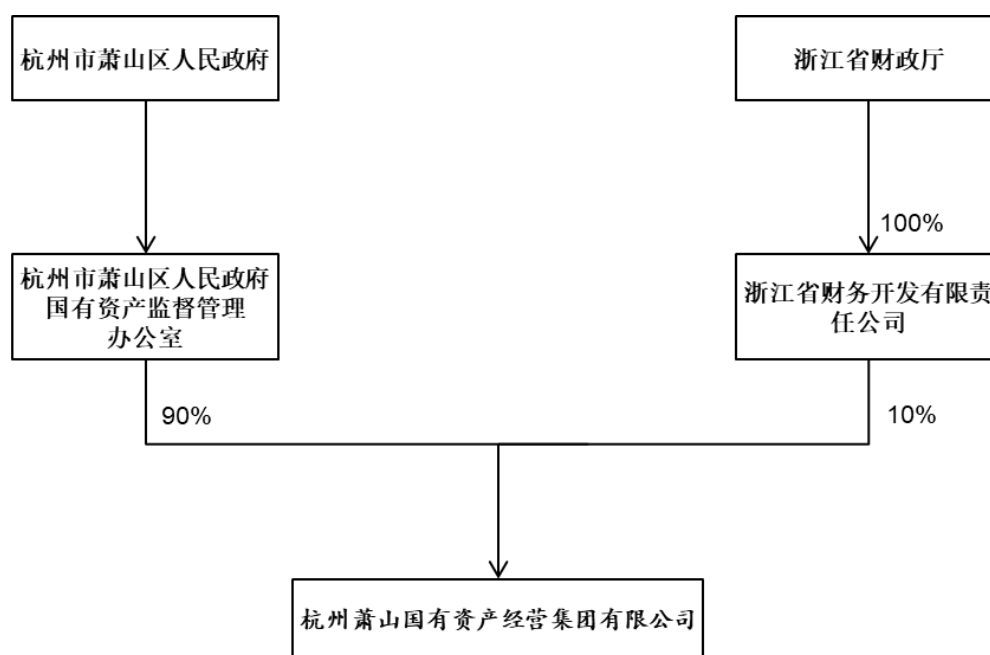 杭州市萧山区人民政府
浙江省财政厅
100%
杭州市萧山区人民政府
国有资产监督管理
办公室
浙江省财务开发有限责
任公司
90%
10%
杭州萧山国有资产经营集团有限公司